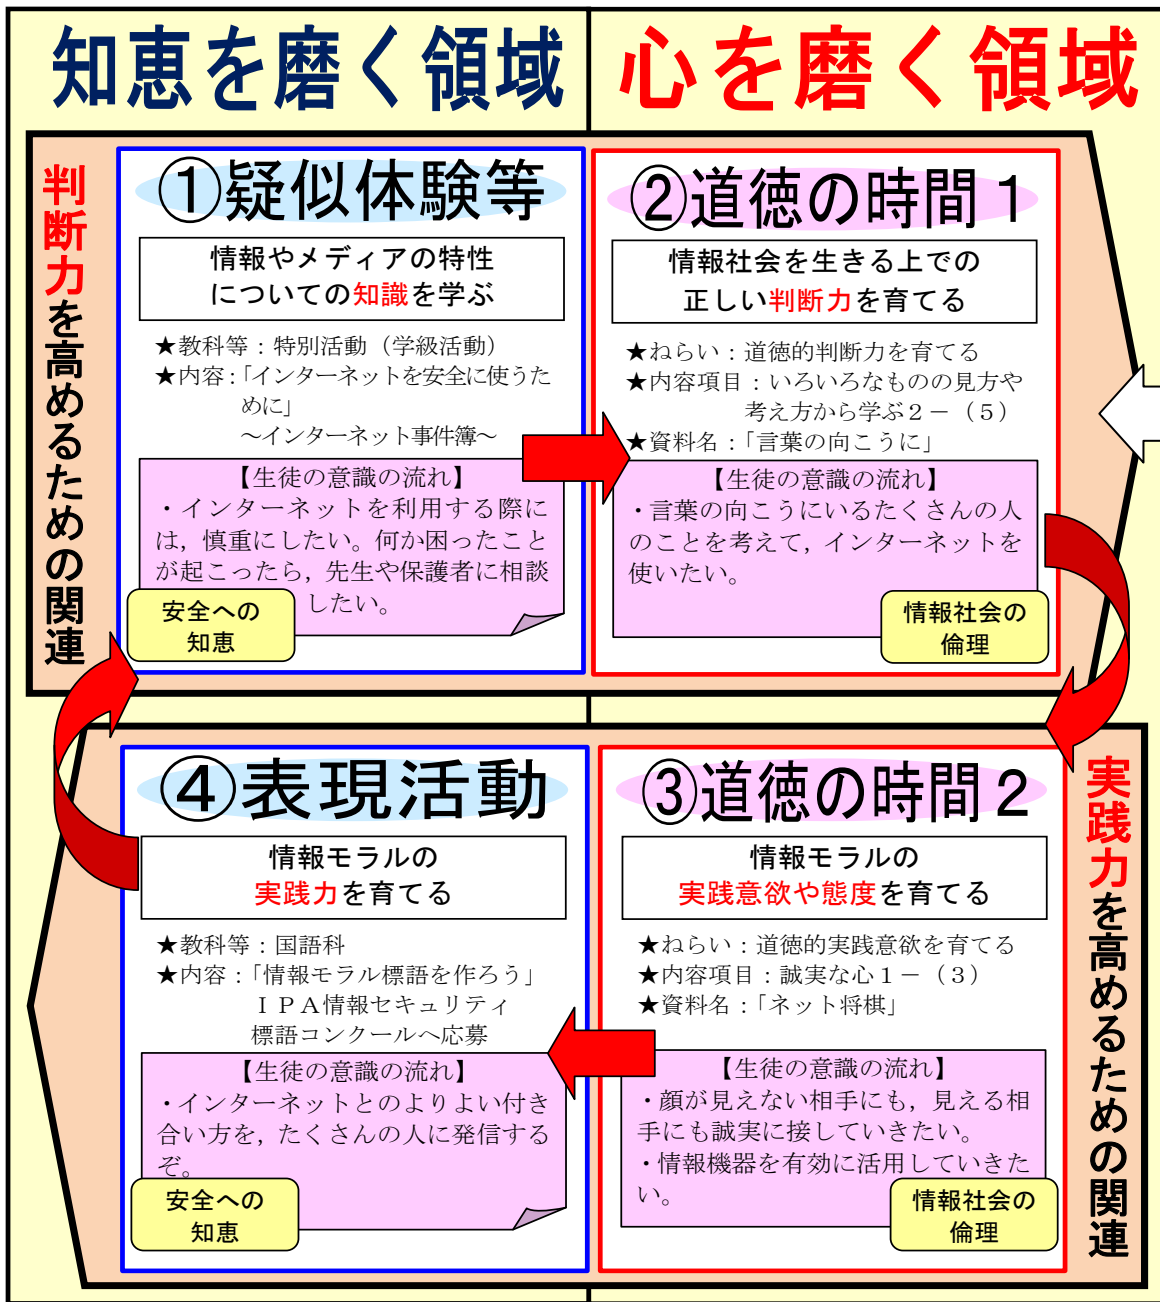 知恵を磨く領域
心を磨く領域
判断力を高めるための関連
①疑似体験等
情報やメディアの特性
についての知識を学ぶ
★教科等：特別活動（学級活動）
★内容：「インターネットを安全に使うた
めに」
～インターネット事件簿～
【生徒の意識の流れ】
・インターネットを利用する際に
は，慎重にしたい。何か困ったこと
が起こったら，先生や保護者に相談
したい。
安全への
知恵
②道徳の時間１
情報社会を生きる上での
正しい判断力を育てる
★ねらい：道徳的判断力を育てる
★内容項目：いろいろなものの見方や
考え方から学ぶ２－（５）
★資料名：「言葉の向こうに」
【生徒の意識の流れ】
・言葉の向こうにいるたくさんの人
のことを考えて，インターネットを
使いたい。
情報社会の
倫理
実践力を高めるための関連
③道徳の時間２
情報モラルの
実践意欲や態度を育てる
★ねらい：道徳的実践意欲を育てる
★内容項目：誠実な心１－（３）
★資料名：「ネット将棋」
【生徒の意識の流れ】
・顔が見えない相手にも，見える相
手にも誠実に接していきたい。
・情報機器を有効に活用していきた
い。
情報社会の
倫理
④表現活動
情報モラルの
実践力を育てる
★教科等：国語科
★内容：「情報モラル標語を作ろう」
ＩＰＡ情報セキュリティ
標語コンクールへ応募
【生徒の意識の流れ】
・インターネットとのよりよい付き
合い方を，たくさんの人に発信する
ぞ。
安全への
知恵